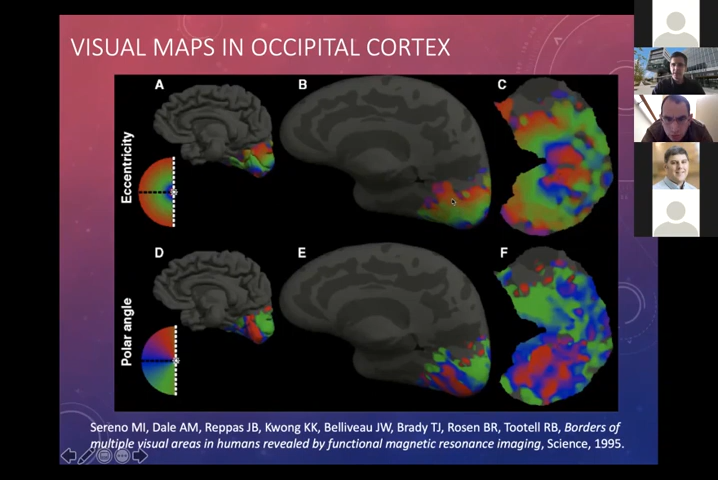 VISUAL MAPS IN OCCIPITAL CORTEX
A B C
Eccentricity
D E F
Polar angle
Sereno MI, Dale AM, Reppas JB, Kwong KK, Belliveau JW, Brady TJ, Rosen BR, Tootell RB, Borders of
multiple visual areas in humans revealed by functional magnetic resonance imaging, Science, 1995.